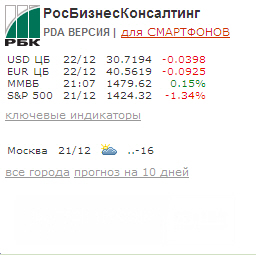 РосБизнесКонсалтинг
РБК
PDA ВЕРСИЯ | для СМАРТФОНОВ
USD ЦБ 22/12 30.7194 -0.0398
EUR ЦБ 22/12 40.5619 -0.0925
ММВБ 21:07 1479.62 0.15%
S&P 500 21/12 1424.32 -1.34%
ключевые индикаторы
Москва 21/12 ..-16
все города прогноз на 10 дней